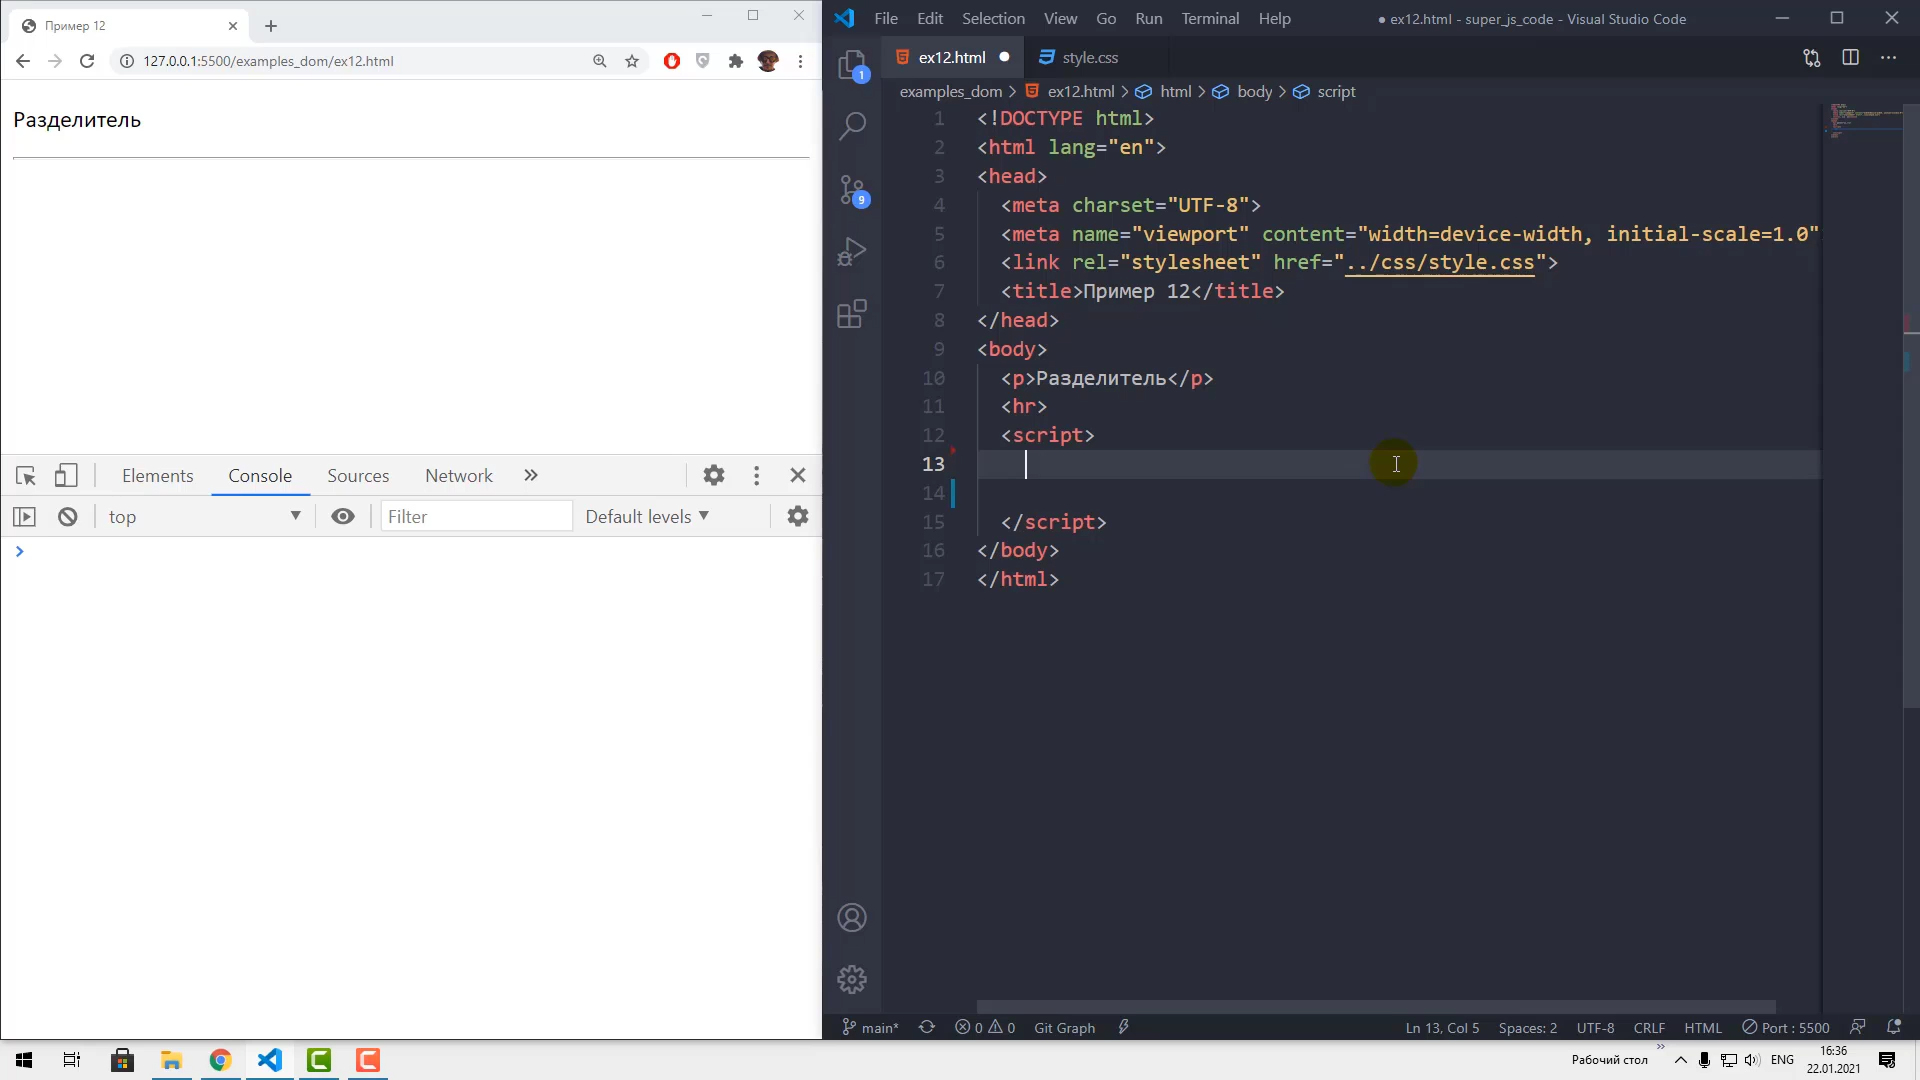 Пример 12
127.0.0.1:5500/examples_dom/ex12.html
Разделитель
Elements Console Sources Network
top Filter Default levels
File Edit Selection View Go Run Terminal Help
● ex12.html - super_js_code - Visual Studio Code
ex12.html style.css
examples_dom > ex12.html > html > body > script
1 <!DOCTYPE html>
2 <html lang="en">
3 <head>
4 <meta charset="UTF-8">
5 <meta name="viewport" content="width=device-width, initial-scale=1.0"
6 <link rel="stylesheet" href="../css/style.css">
7 <title>Пример 12</title>
8 </head>
9 <body>
10 <p>Разделитель</p>
11 <hr>
12 <script>
13
14
15 </script>
16 </body>
17 </html>
1
9
main* 0 0 Git Graph
Ln 13, Col 5 Spaces: 2 UTF-8 CRLF HTML Port : 5500
Рабочий стол » ENG
16:36
22.01.2021